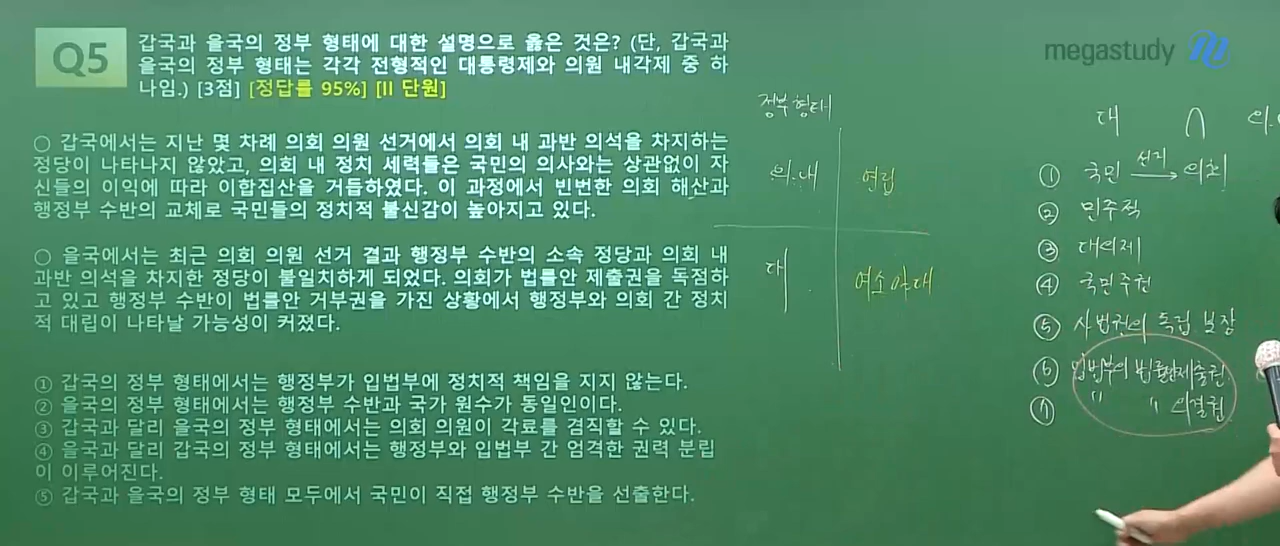 Q5
갑국과 을국의 정부 형태에 대한 설명으로 옳은 것은? (단, 갑국과
을국의 정부 형태는 각각 전형적인 대통령제와 의원 내각제 중 하
나임.) [3점] [정답률 95%] [II 단원]
○ 갑국에서는 지난 몇 차례 의회 의원 선거에서 의회 내 과반 의석을 차지하는
정당이 나타나지 않았고, 의회 내 정치 세력들은 국민의 의사와는 상관없이 자
신들의 이익에 따라 이합집산을 거듭하였다. 이 과정에서 빈번한 의회 해산과
행정부 수반의 교체로 국민들의 정치적 불신감이 높아지고 있다.
○ 을국에서는 최근 의회 의원 선거 결과 행정부 수반의 소속 정당과 의회 내
과반 의석을 차지한 정당이 불일치하게 되었다. 의회가 법률안 제출권을 독점하
고 있고 행정부 수반이 법률안 거부권을 가진 상황에서 행정부와 의회 간 정치
적 대립이 나타날 가능성이 커졌다.
① 갑국의 정부 형태에서는 행정부가 입법부에 정치적 책임을 지지 않는다.
② 을국의 정부 형태에서는 행정부 수반과 국가 원수가 동일인이다.
③ 갑국과 달리 을국의 정부 형태에서는 의회 의원이 각료를 겸직할 수 있다.
④ 을국과 달리 갑국의 정부 형태에서는 행정부와 입법부 간 엄격한 권력 분립
이 이루어진다.
⑤ 갑국과 을국의 정부 형태 모두에서 국민이 직접 행정부 수반을 선출한다.
정부형태
의.내 연립
대 여소야대
megastudy
대 ∩ 의.
① 국민 선거→ 의회
② 민주적
③ 대의제
④ 국민주권
⑤ 사법권의 독립 보장
⑥ 입법부의 법률안제출권
⑦ " " 의결권